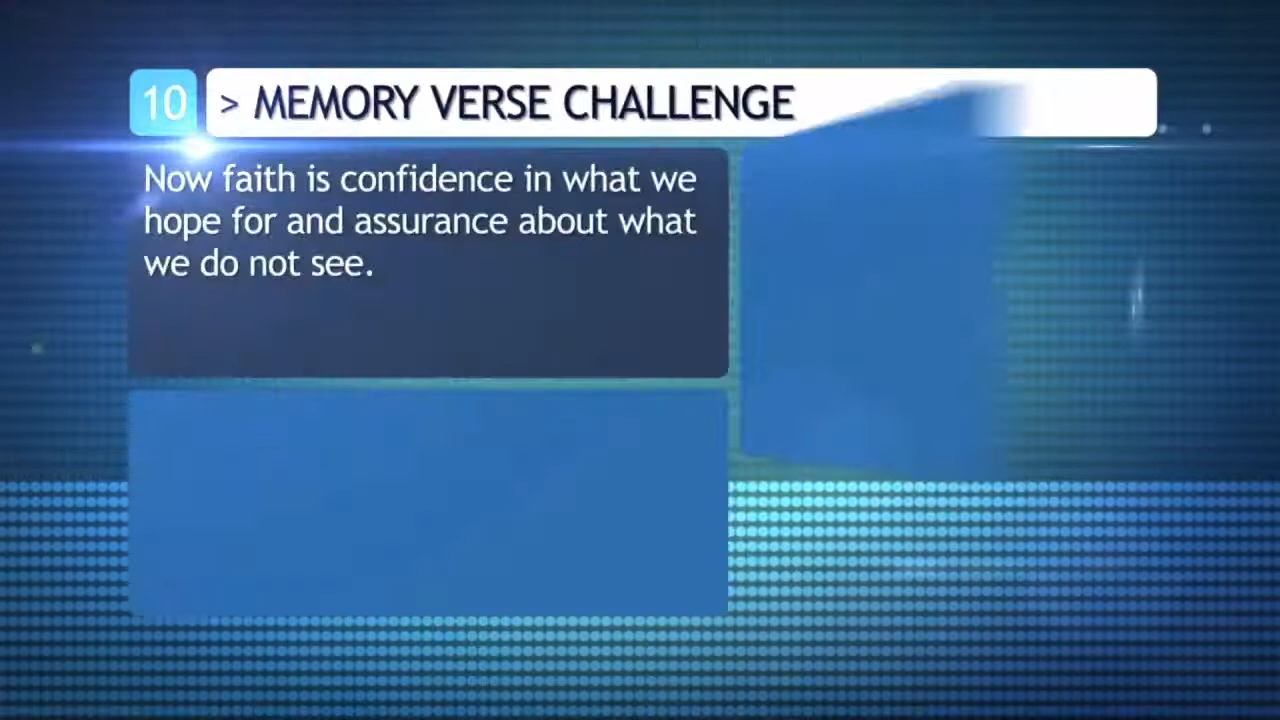 10 > MEMORY VERSE CHALLENGE
Now faith is confidence in what we
hope for and assurance about what
we do not see.